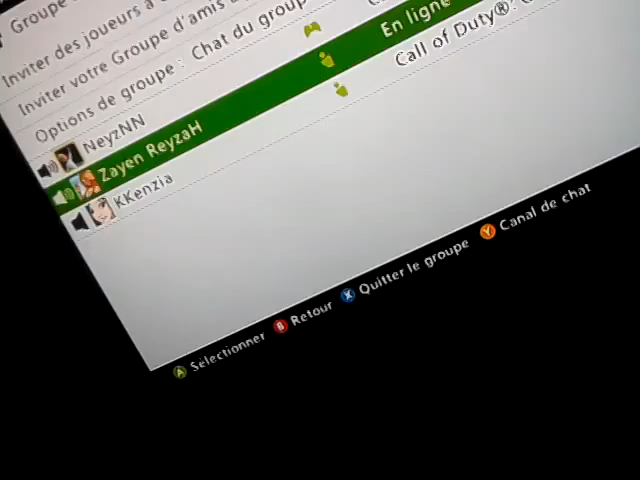 Groupe
Inviter des joueurs à
Inviter votre Groupe d'amis
Options de groupe : Chat du group
NeyzNN
Zayen ReyzaH En ligne
KKenzia Call of Duty®
A Sélectionner B Retour X Quitter le groupe Y Canal de chat